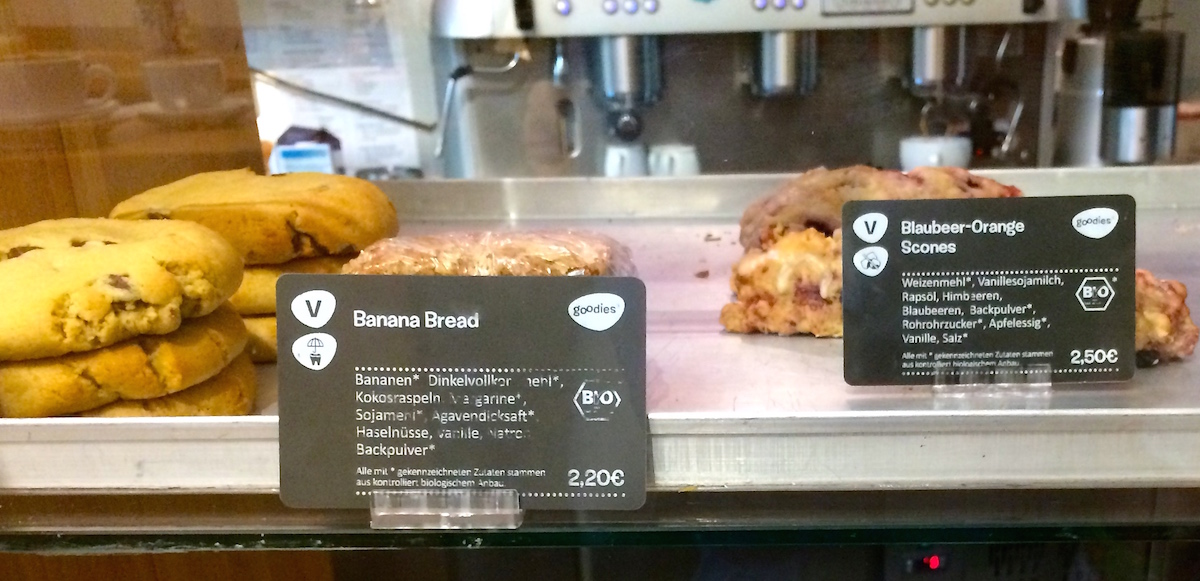 V
Banana Bread
goodies
Bananen* Dinkelvollkor
Kokosraspeln, Margarine*,
Sojamehl*, Agavendicksaft*
Haselnüsse, Vanille, Natron
Backpulver*
BIO
Alle mit * gekennzeichneten Zutaten stammen
aus kontrolliert biologischem Anbau
2,20€
V
Blaubeer-Orange
Scones
goodies
Weizenmehl*, Vanillesojamilch,
Rapsöl, Himbeeren,
Blaubeeren, Backpulver*,
Rohrohrzucker*, Apfelessig*,
Vanille, Salz*
BIO
Alle mit * gekennzeichneten Zutaten stammen
aus kontrolliert biologischem Anbau
2,50€